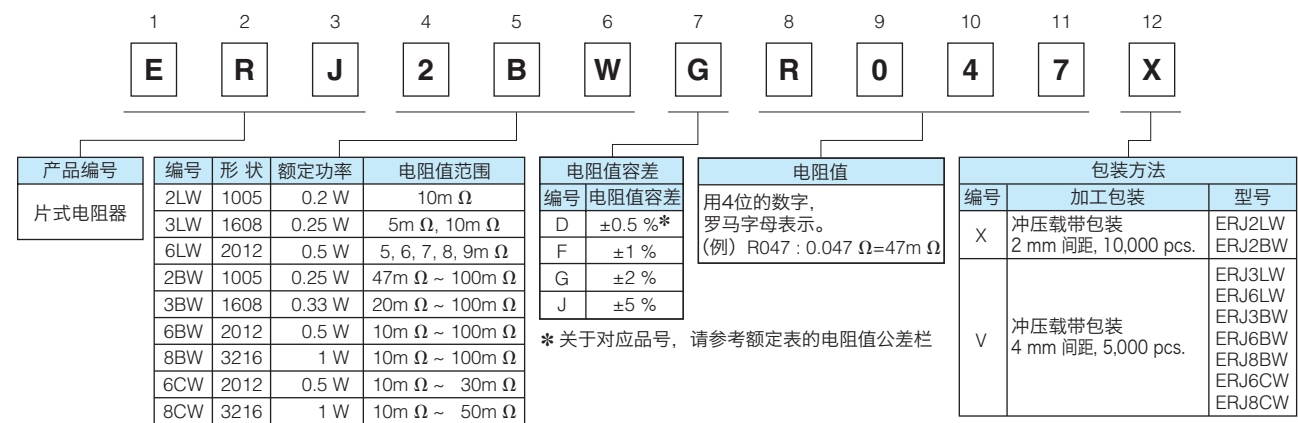 1 2 3 4 5 6 7 8 9 10 11 12
E R J 2 B W G R 0 4 7 X
产品编号
片式电阻器
编号 形 状 额定功率 电阻值范围
2LW 1005 0.2 W 10m Ω
3LW 1608 0.25 W 5m Ω, 10m Ω
6LW 2012 0.5 W 5, 6, 7, 8, 9m Ω
2BW 1005 0.25 W 47m Ω ~ 100m Ω
3BW 1608 0.33 W 20m Ω ~ 100m Ω
6BW 2012 0.5 W 10m Ω ~ 100m Ω
8BW 3216 1 W 10m Ω ~ 100m Ω
6CW 2012 0.5 W 10m Ω ~ 30m Ω
8CW 3216 1 W 10m Ω ~ 50m Ω
电阻值容差
编号 电阻值容差
D ±0.5 %✽
F ±1 %
G ±2 %
J ±5 %
✽ 关于对应品号，请参考额定表的电阻值公差栏
电阻值
用4位的数字，
罗马字母表示。
（例）R047 : 0.047 Ω=47m Ω
包装方法
编号 加工包装 型号
X
冲压载带包装
2 mm 间距, 10,000 pcs.
ERJ2LW
ERJ2BW
V
冲压载带包装
4 mm 间距, 5,000 pcs.
ERJ3LW
ERJ6LW
ERJ3BW
ERJ6BW
ERJ8BW
ERJ6CW
ERJ8CW